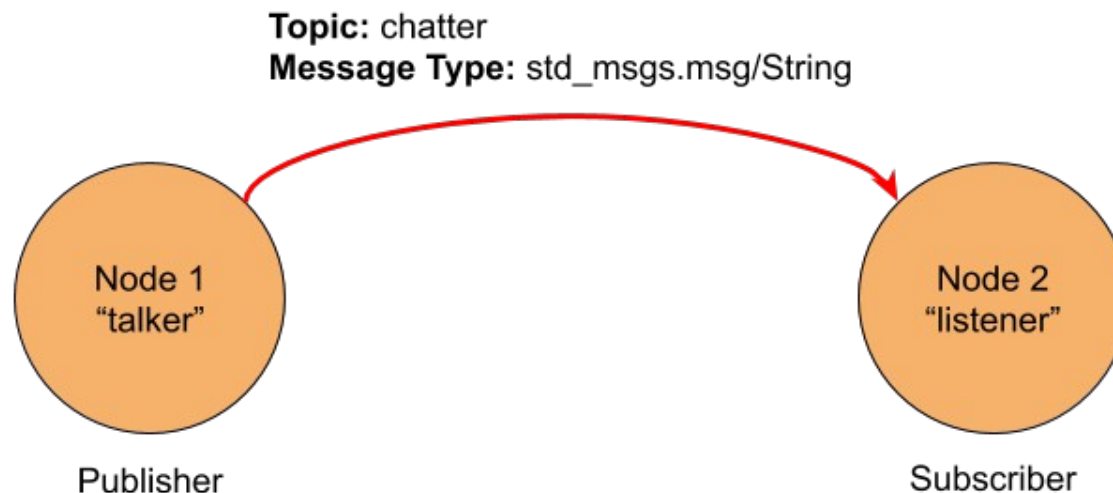 Topic: chatter
Message Type: std_msgs.msg/String
Node 1
“talker”
Node 2
“listener”
Publisher
Subscriber